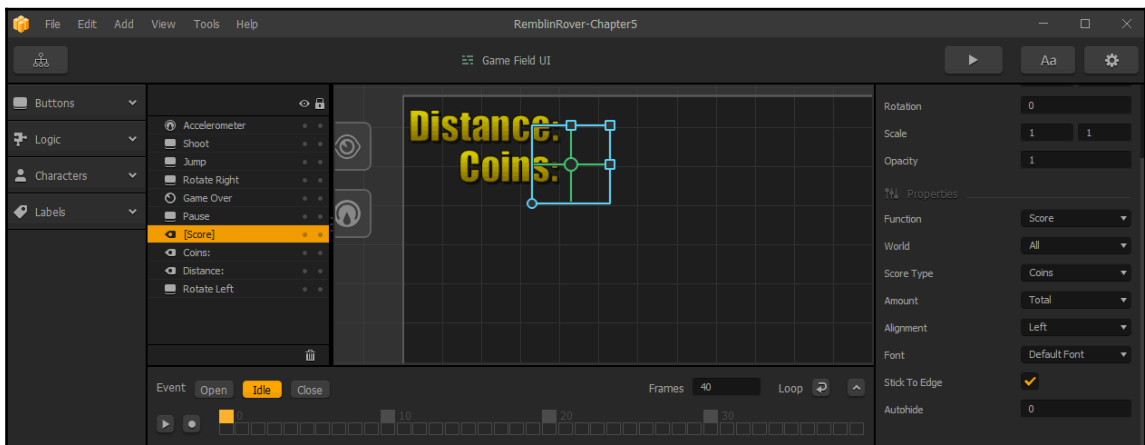 File Edit Add View Tools Help RemblinRover-Chapter5
Game Field UI Aa
Buttons
Logic
Characters
Labels
Accelerometer
Shoot
Jump
Rotate Right
Game Over
Pause
[Score]
Coins:
Distance:
Rotate Left
Distance:
Coins:
Rotation 0
Scale 1 1
Opacity 1
Properties
Function Score
World All
Score Type Coins
Amount Total
Alignment Left
Font Default Font
Stick To Edge
Autohide 0
Event Open Idle Close Frames 40 Loop
0 10 20 30